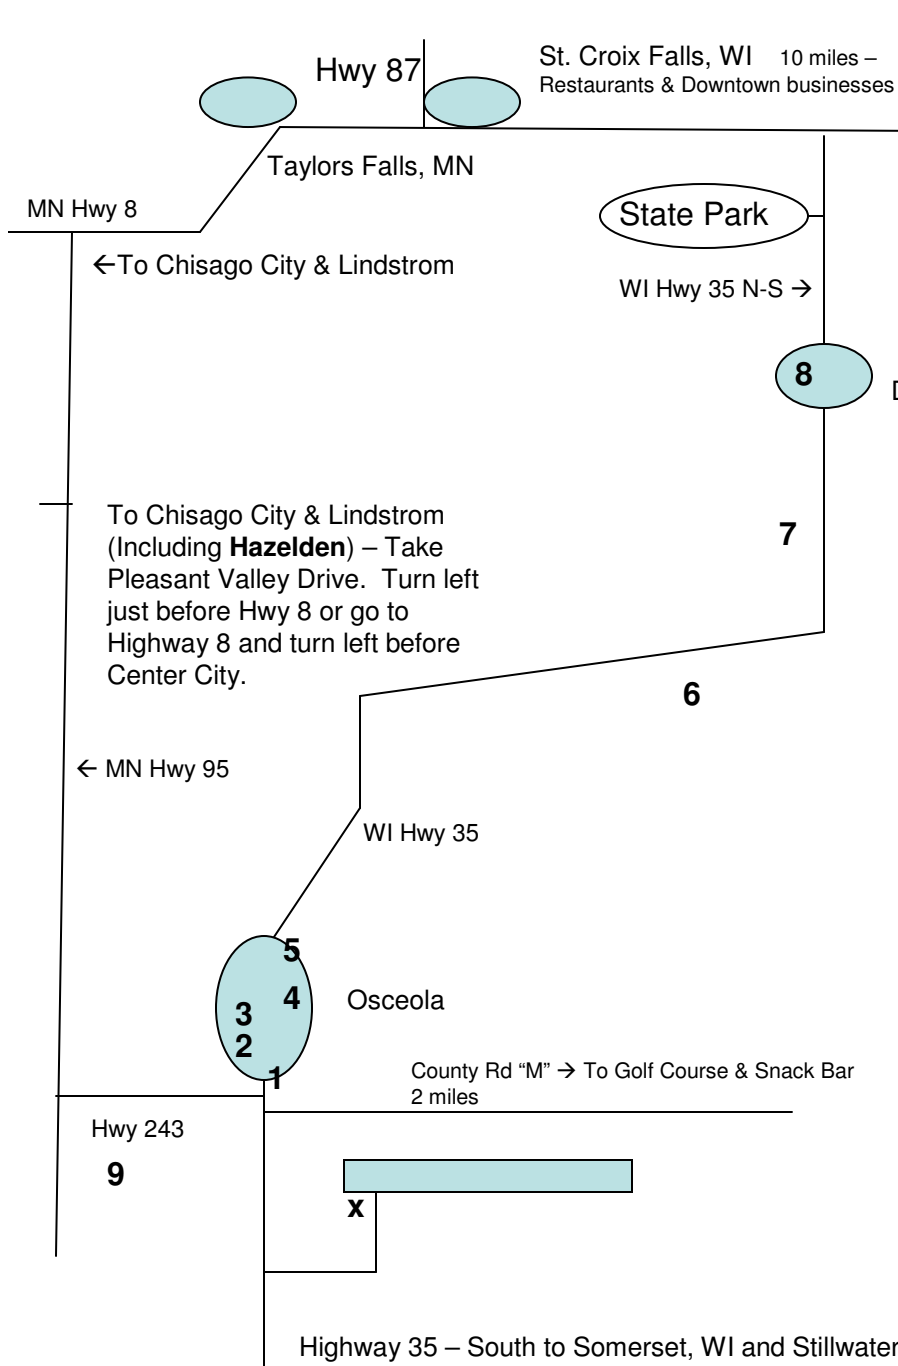 Hwy 87
St. Croix Falls, WI 10 miles –
Restaurants & Downtown businesses
Taylors Falls, MN
MN Hwy 8
State Park
←To Chisago City & Lindstrom
WI Hwy 35 N-S →
8
To Chisago City & Lindstrom
(Including Hazelden) – Take
Pleasant Valley Drive. Turn left
just before Hwy 8 or go to
Highway 8 and turn left before
Center City.
7
6
← MN Hwy 95
WI Hwy 35
5
4
3
Osceola
2
1
County Rd “M” → To Golf Course & Snack Bar
2 miles
Hwy 243
9
x
Highway 35 – South to Somerset, WI and Stillwater